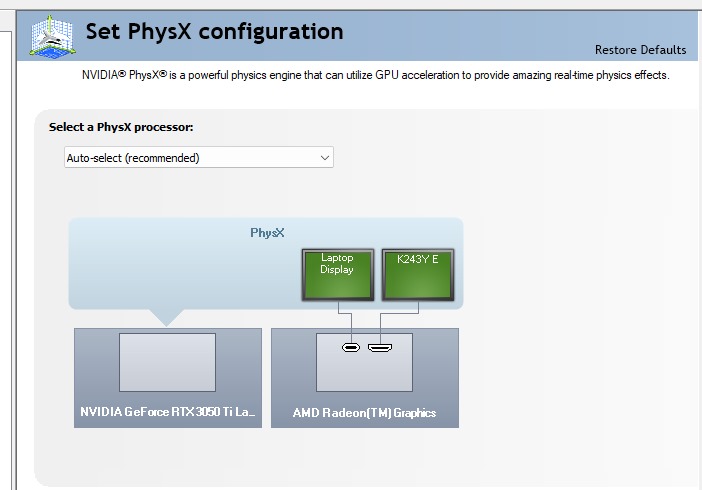 Set PhysX configuration
Restore Defaults
NVIDIA® PhysX® is a powerful physics engine that can utilize GPU acceleration to provide amazing real-time physics effects.
Select a PhysX processor:
Auto-select (recommended)
PhysX
Laptop
Display
K243Y E
NVIDIA GeForce RTX 3050 Ti La...
AMD Radeon(TM) Graphics